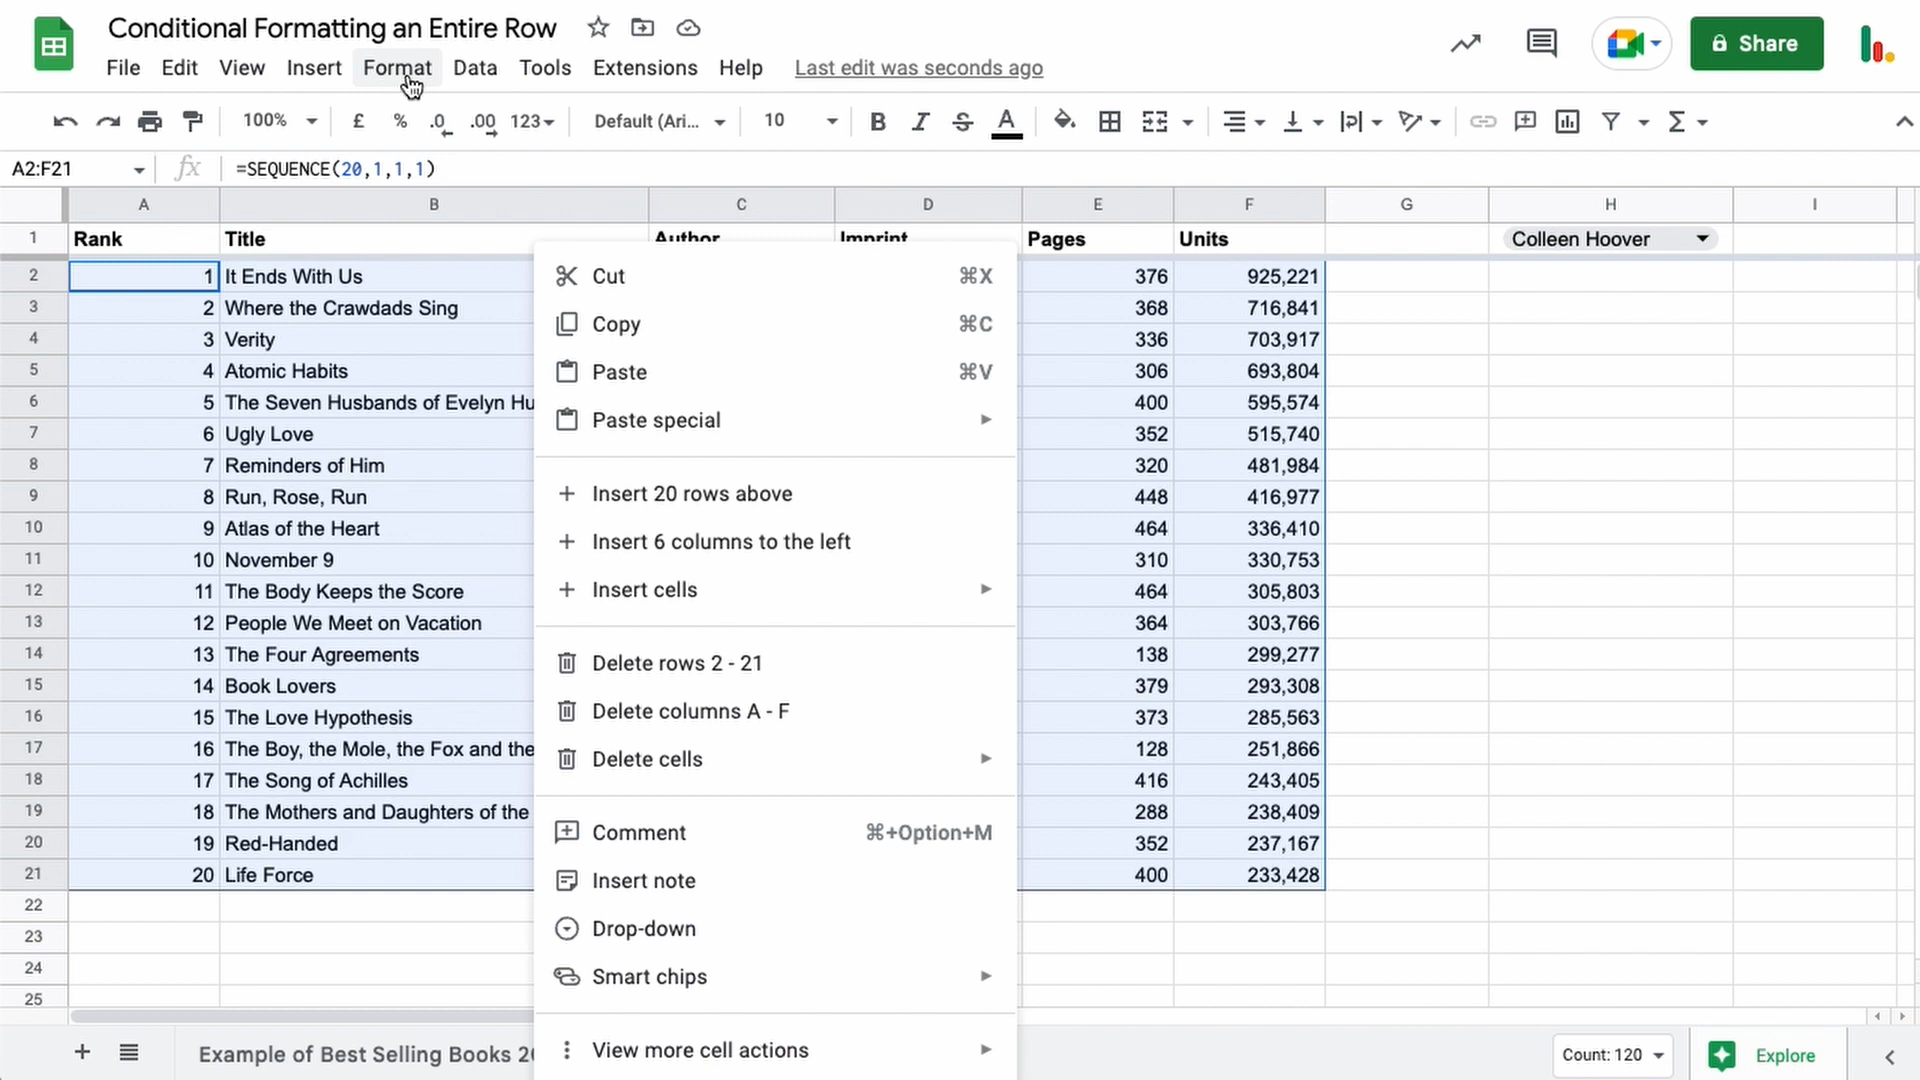 Conditional Formatting an Entire Row
File Edit View Insert Format Data Tools Extensions Help Last edit was seconds ago
Share
100% £ % .0 .00 123 Default (Ari... 10 B I S A Σ
A2:F21 fx =SEQUENCE(20,1,1,1)
A B C D E F G H I
1 Rank Title Author Imprint Pages Units Colleen Hoover
2 1 It Ends With Us 376 925,221
3 2 Where the Crawdads Sing 368 716,841
4 3 Verity 336 703,917
5 4 Atomic Habits 306 693,804
6 5 The Seven Husbands of Evelyn Hu 400 595,574
7 6 Ugly Love 352 515,740
8 7 Reminders of Him 320 481,984
9 8 Run, Rose, Run 448 416,977
10 9 Atlas of the Heart 464 336,410
11 10 November 9 310 330,753
12 11 The Body Keeps the Score 464 305,803
13 12 People We Meet on Vacation 364 303,766
14 13 The Four Agreements 138 299,277
15 14 Book Lovers 379 293,308
16 15 The Love Hypothesis 373 285,563
17 16 The Boy, the Mole, the Fox and the 128 251,866
18 17 The Song of Achilles 416 243,405
19 18 The Mothers and Daughters of the 288 238,409
20 19 Red-Handed 352 237,167
21 20 Life Force 400 233,428
22
23
24
25
Cut ⌘X
Copy ⌘C
Paste ⌘V
Paste special
Insert 20 rows above
Insert 6 columns to the left
Insert cells
Delete rows 2 - 21
Delete columns A - F
Delete cells
Comment ⌘+Option+M
Insert note
Drop-down
Smart chips
View more cell actions
Example of Best Selling Books Count: 120 Explore